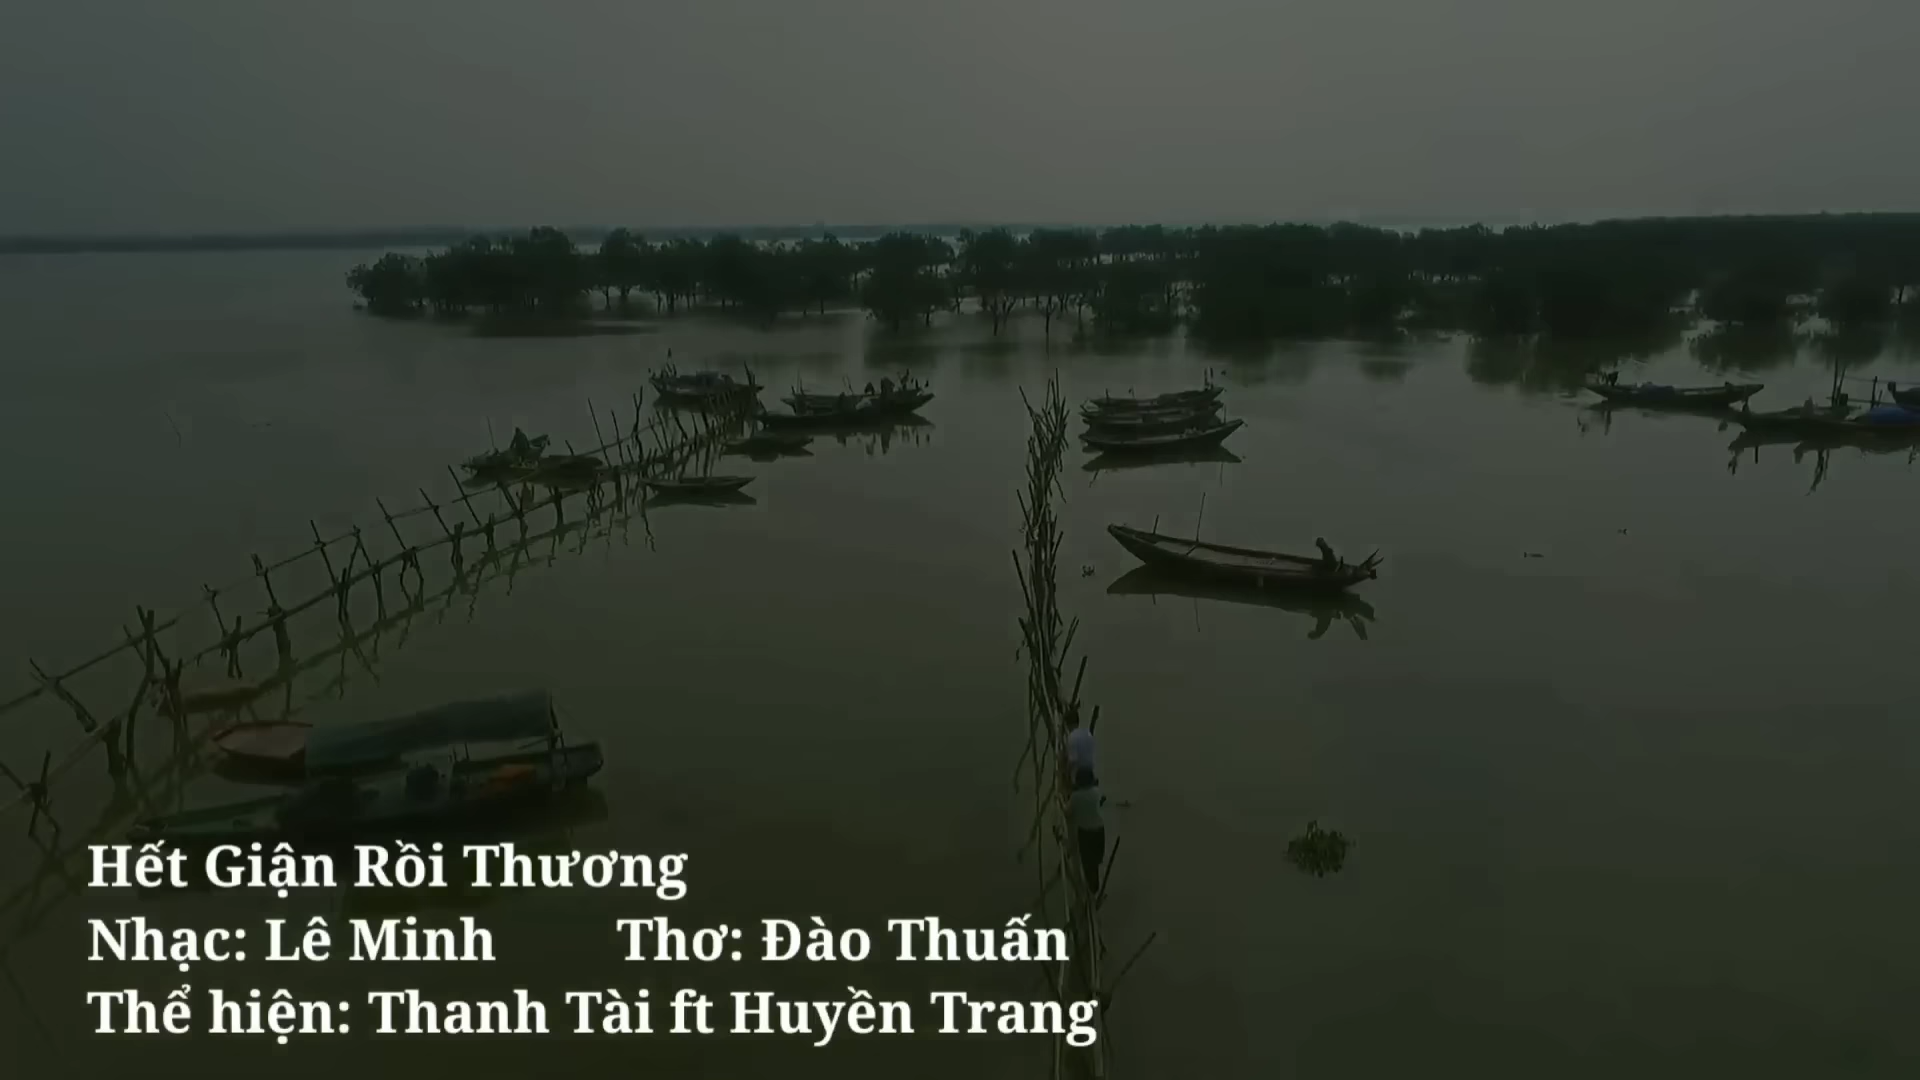 Hết Giận Rồi Thương
Nhạc: Lê Minh Thơ: Đào Thuấn
Thể hiện: Thanh Tài ft Huyền Trang